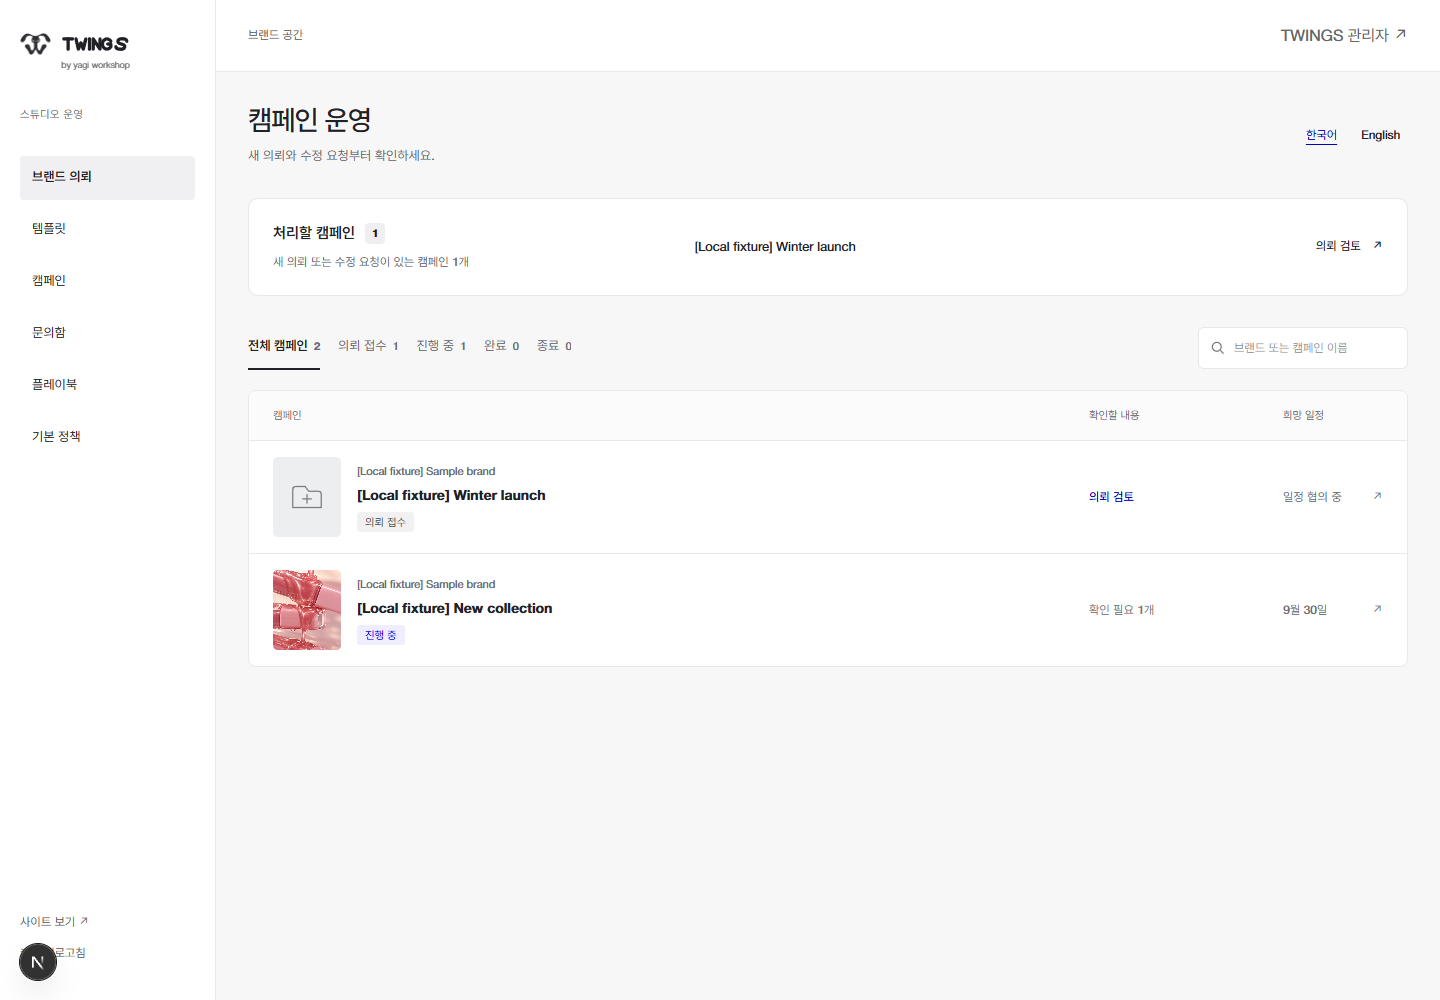 TWINGS
by yagi workshop
스튜디오 운영
브랜드 의뢰
템플릿
캠페인
문의함
플레이북
기본 정책
사이트 보기
로고침
N
브랜드 공간
TWINGS 관리자
캠페인 운영
새 의뢰와 수정 요청부터 확인하세요.
한국어 English
처리할 캠페인 1
새 의뢰 또는 수정 요청이 있는 캠페인 1개
[Local fixture] Winter launch
의뢰 검토
전체 캠페인 2 의뢰 접수 1 진행 중 1 완료 0 종료 0
브랜드 또는 캠페인 이름
캠페인 확인할 내용 희망 일정
[Local fixture] Sample brand
[Local fixture] Winter launch
의뢰 접수
의뢰 검토
일정 협의 중
[Local fixture] Sample brand
[Local fixture] New collection
진행 중
확인 필요 1개
9월 30일